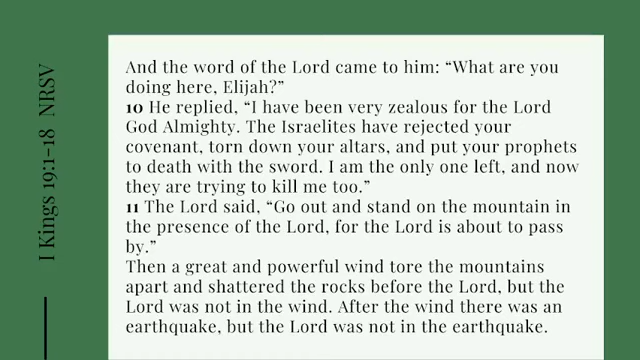 I Kings 19:1-18 NRSV
And the word of the Lord came to him: “What are you
doing here, Elijah?”
10 He replied, “I have been very zealous for the Lord
God Almighty. The Israelites have rejected your
covenant, torn down your altars, and put your prophets
to death with the sword. I am the only one left, and now
they are trying to kill me too.”
11 The Lord said, “Go out and stand on the mountain in
the presence of the Lord, for the Lord is about to pass
by.”
Then a great and powerful wind tore the mountains
apart and shattered the rocks before the Lord, but the
Lord was not in the wind. After the wind there was an
earthquake, but the Lord was not in the earthquake.